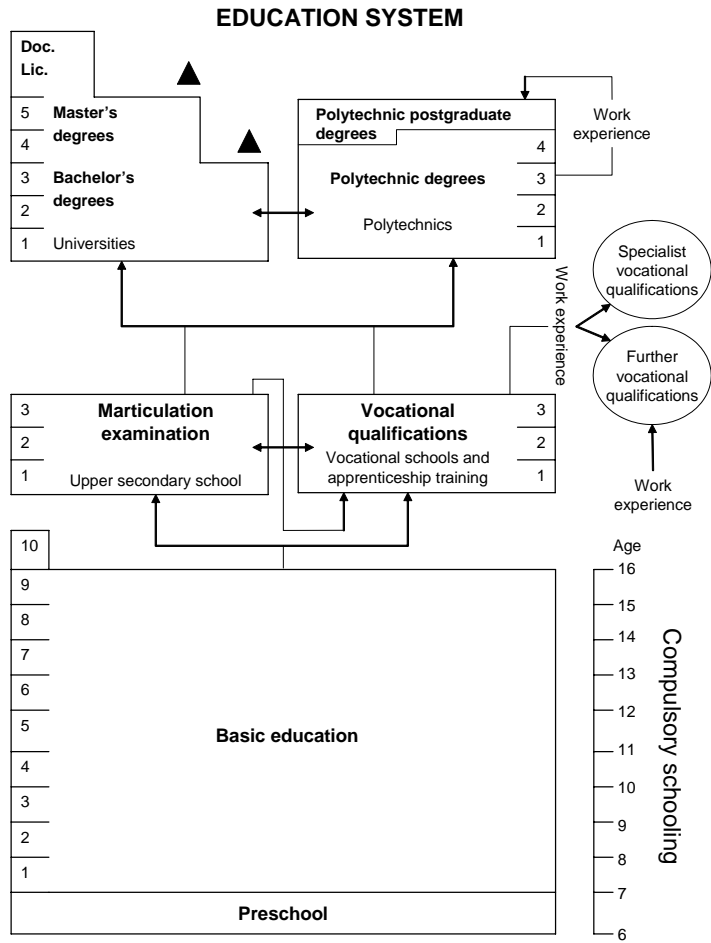 EDUCATION SYSTEM
Doc.
Lic.
5
4
3
2
1
Master's
degrees
Bachelor's
degrees
Universities
Polytechnic postgraduate
degrees
4
3
2
1
Polytechnic degrees
Polytechnics
Work
experience
Work experience
Specialist
vocational
qualifications
Further
vocational
qualifications
Work
experience
3
2
1
Marticulation
examination
Upper secondary school
Vocational
qualifications
Vocational schools and
apprenticeship training
3
2
1
10
9
8
7
6
5
4
3
2
1
Basic education
Preschool
Age
16
15
14
13
12
11
10
9
8
7
6
Compulsory schooling